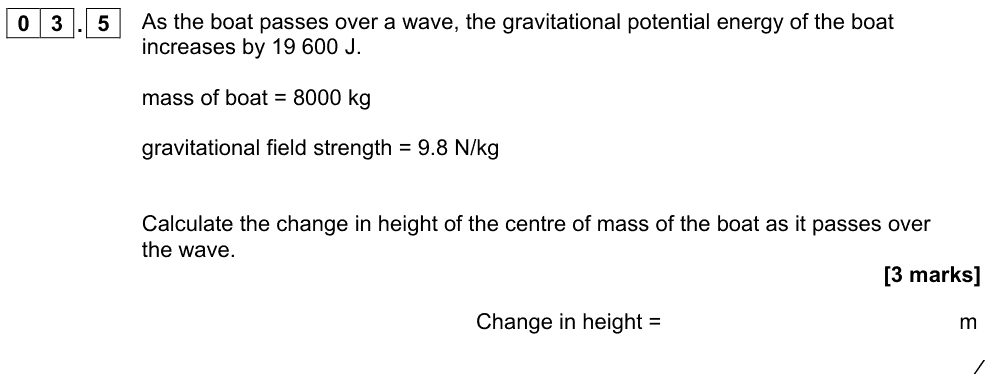 0 3 . 5 As the boat passes over a wave, the gravitational potential energy of the boat
increases by 19 600 J.
mass of boat = 8000 kg
gravitational field strength = 9.8 N/kg
Calculate the change in height of the centre of mass of the boat as it passes over
the wave.
[3 marks]
Change in height = m